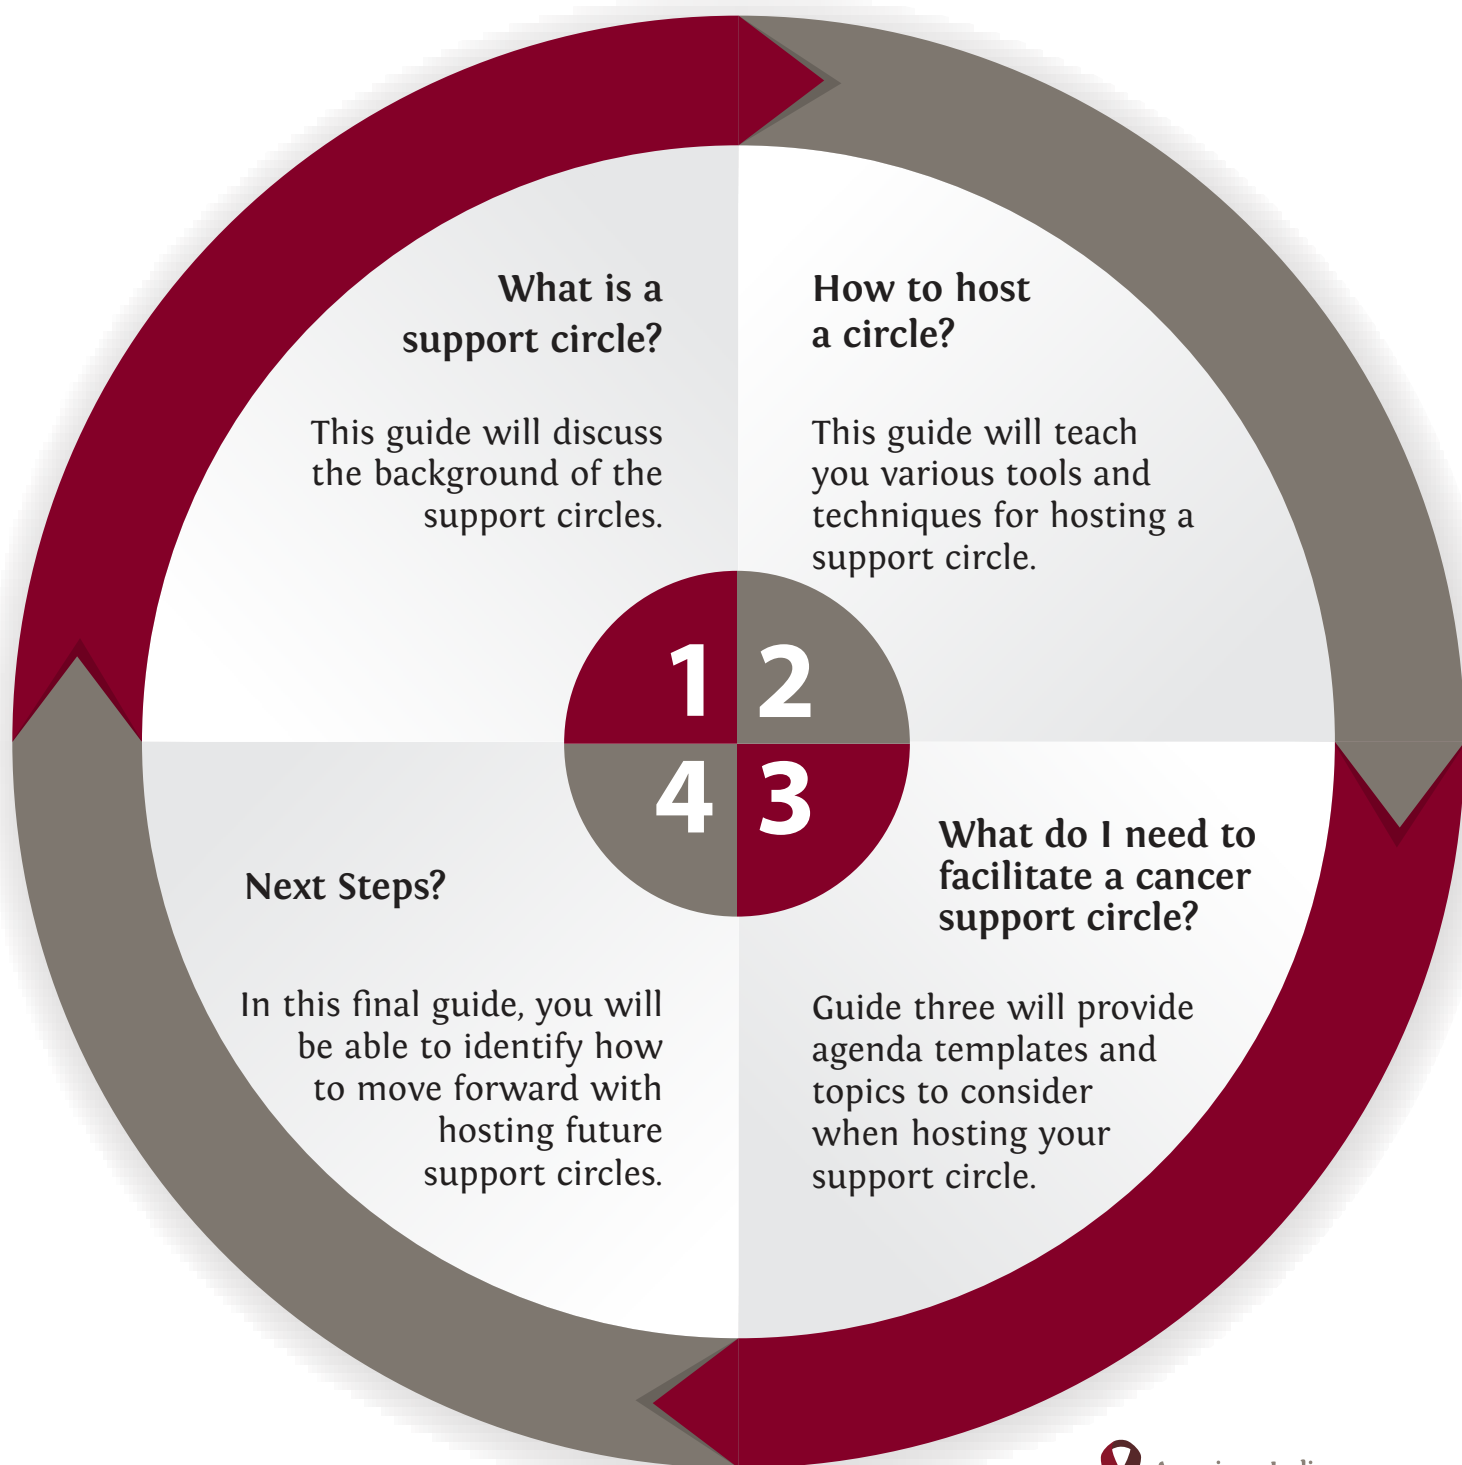 What is a
support circle?
This guide will discuss
the background of the
support circles.
How to host
a circle?
This guide will teach
you various tools and
techniques for hosting a
support circle.
1
2
4
3
What do I need to
facilitate a cancer
support circle?
Guide three will provide
agenda templates and
topics to consider
when hosting your
support circle.
Next Steps?
In this final guide, you will
be able to identify how
to move forward with
hosting future
support circles.